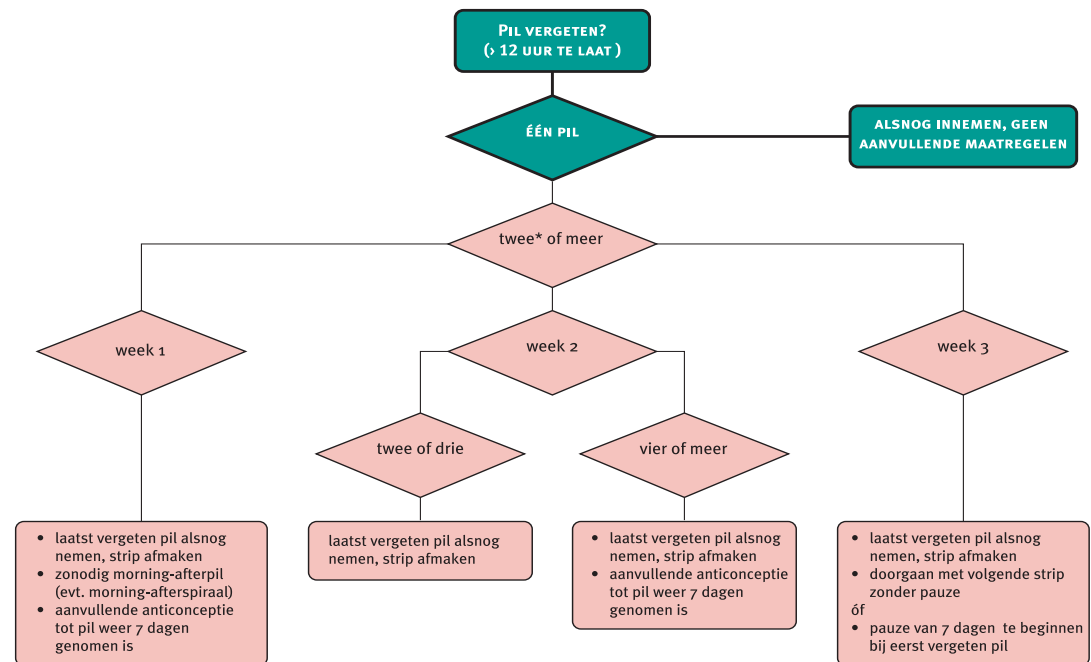 Pil vergeten?
(› 12 uur te laat )
één pil
alsnog innemen, geen
aanvullende maatregelen
twee* of meer
week 1
week 2
week 3
twee of drie
vier of meer
• laatst vergeten pil alsnog
nemen, strip afmaken
• zonodig morning-afterpil
(evt. morning-afterspiraal)
• aanvullende anticonceptie
tot pil weer 7 dagen
genomen is
laatst vergeten pil alsnog
nemen, strip afmaken
• laatst vergeten pil alsnog
nemen, strip afmaken
• aanvullende anticonceptie
tot pil weer 7 dagen
genomen is
• laatst vergeten pil alsnog
nemen, strip afmaken
• doorgaan met volgende strip
zonder pauze
óf
• pauze van 7 dagen te beginnen
bij eerst vergeten pil